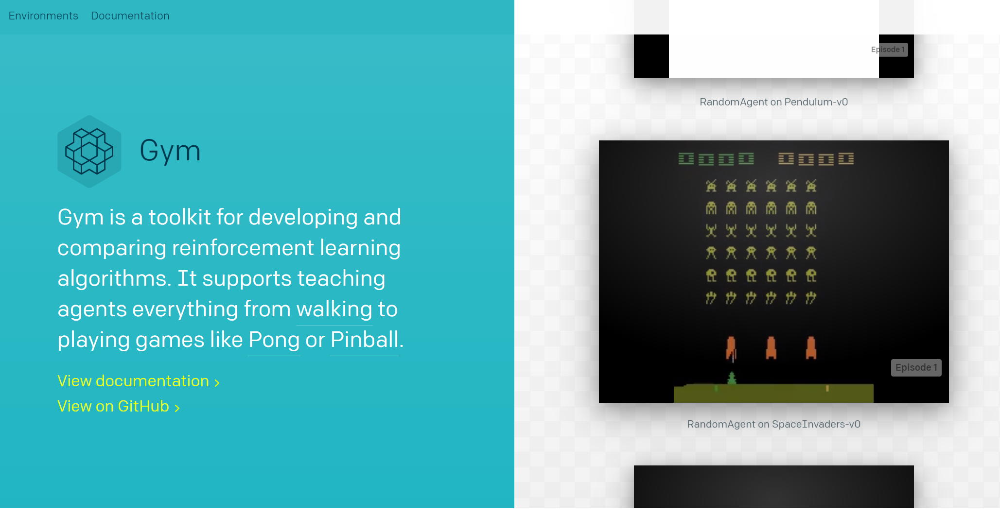 Environments Documentation
Gym
Gym is a toolkit for developing and
comparing reinforcement learning
algorithms. It supports teaching
agents everything from walking to
playing games like Pong or Pinball.
View documentation ›
View on GitHub ›
Episode 1
RandomAgent on Pendulum-v0
0000 0000
Episode 1
RandomAgent on SpaceInvaders-v0